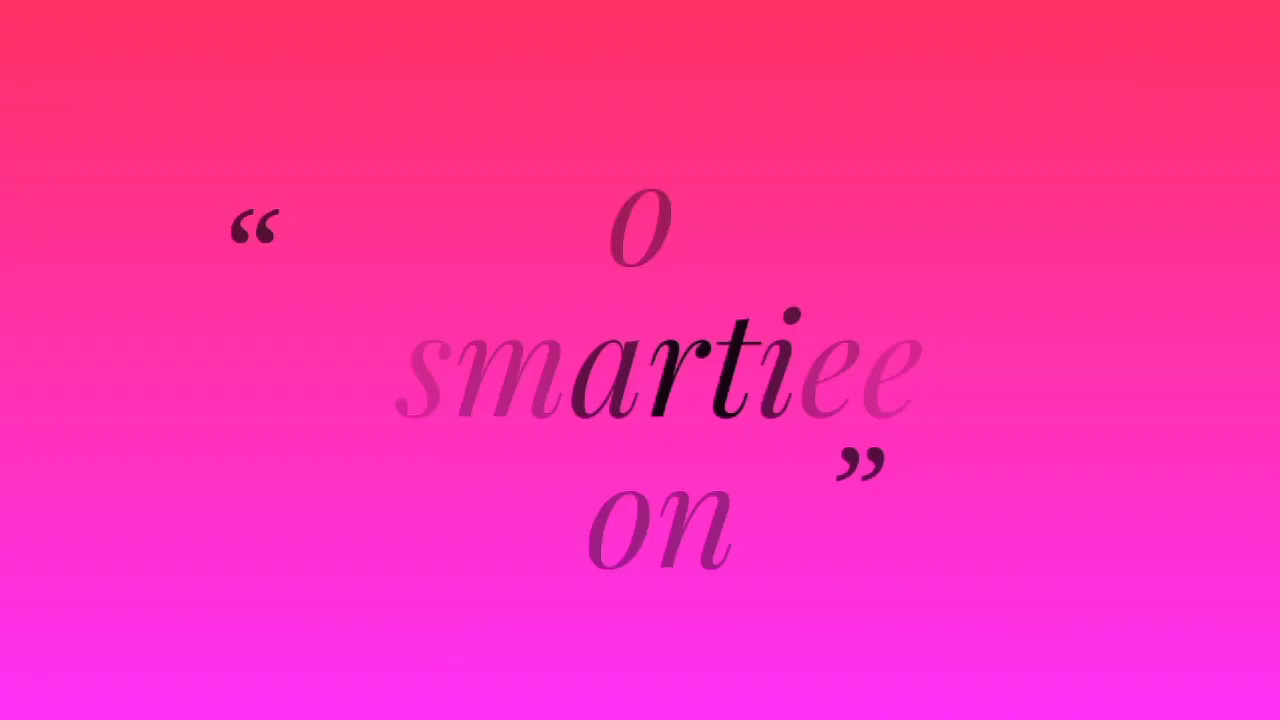 “ o
smartiee
on ”